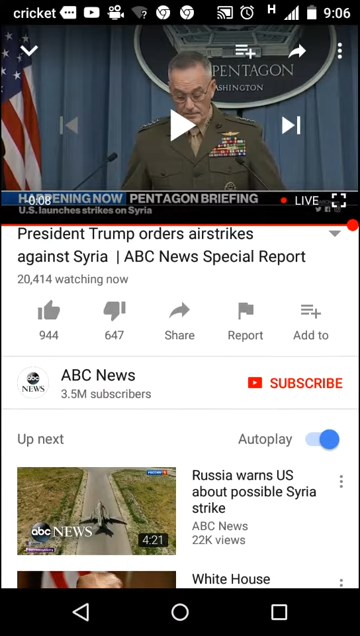 cricket
H
9:06
PENTAGON
WASHINGTON
-0:08
HAPPENING NOW PENTAGON BRIEFING
U.S. launches strikes on Syria
LIVE
President Trump orders airstrikes
against Syria | ABC News Special Report
20,414 watching now
944
647
Share
Report
Add to
abc
NEWS
ABC News
3.5M subscribers
SUBSCRIBE
Up next
Autoplay
abc NEWS
4:21
Russia warns US
about possible Syria
strike
ABC News
22K views
White House